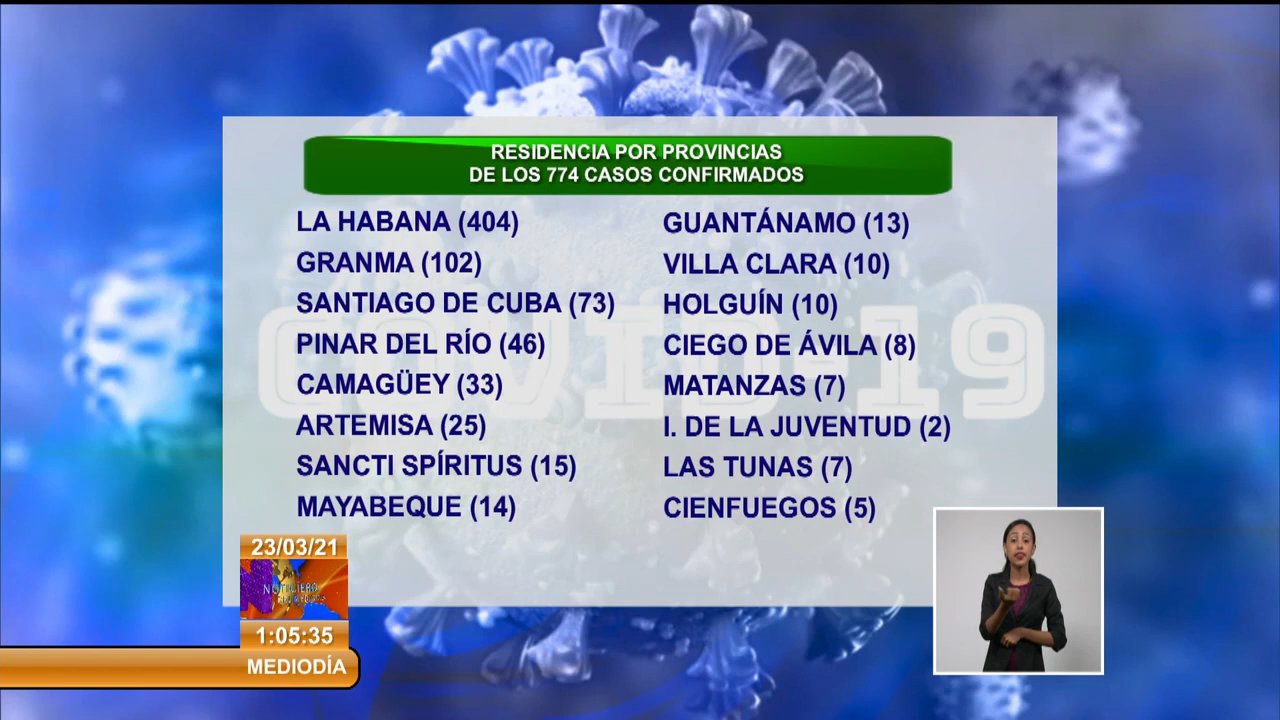 RESIDENCIA POR PROVINCIAS
DE LOS 774 CASOS CONFIRMADOS
LA HABANA (404)
GRANMA (102)
SANTIAGO DE CUBA (73)
PINAR DEL RÍO (46)
CAMAGÜEY (33)
ARTEMISA (25)
SANCTI SPÍRITUS (15)
MAYABEQUE (14)
GUANTÁNAMO (13)
VILLA CLARA (10)
HOLGUÍN (10)
CIEGO DE ÁVILA (8)
MATANZAS (7)
I. DE LA JUVENTUD (2)
LAS TUNAS (7)
CIENFUEGOS (5)
COVID-19
23/03/21
NOTICIERO
1:05:35
MEDIODÍA